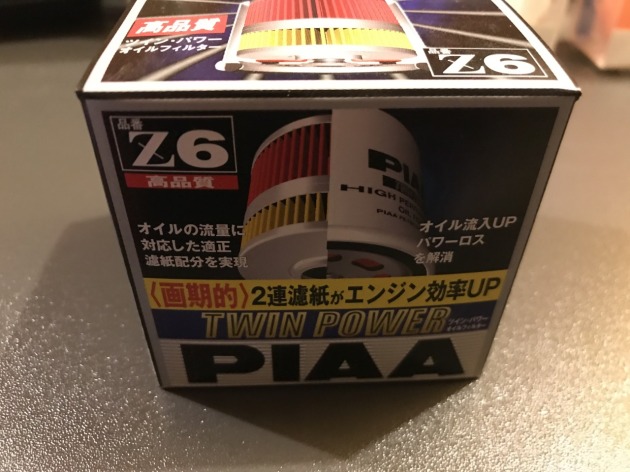 高品質
ツイン・パワー
オイルフィルター
品番
Z6
品番
Z6
高品質
オイルの流量に
対応した適正
濾紙配分を実現
PIAA
オイル流入UP
パワーロス
を解消
〈画期的〉2連濾紙がエンジン効率UP
TWIN POWER
ツイン・パワー
オイルフィルター
PIAA